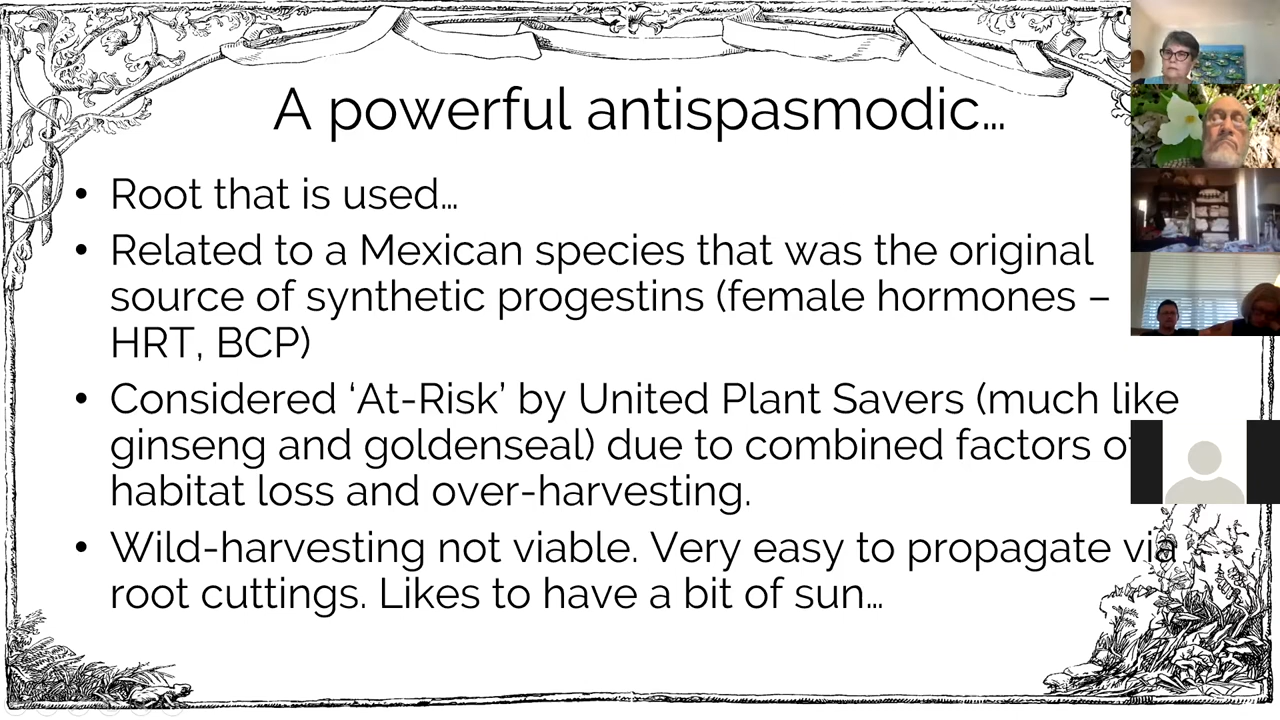 A powerful antispasmodic…
• Root that is used…
• Related to a Mexican species that was the original
source of synthetic progestins (female hormones –
HRT, BCP)
• Considered ‘At-Risk’ by United Plant Savers (much like
ginseng and goldenseal) due to combined factors of
habitat loss and over-harvesting.
• Wild-harvesting not viable. Very easy to propagate via
root cuttings. Likes to have a bit of sun…